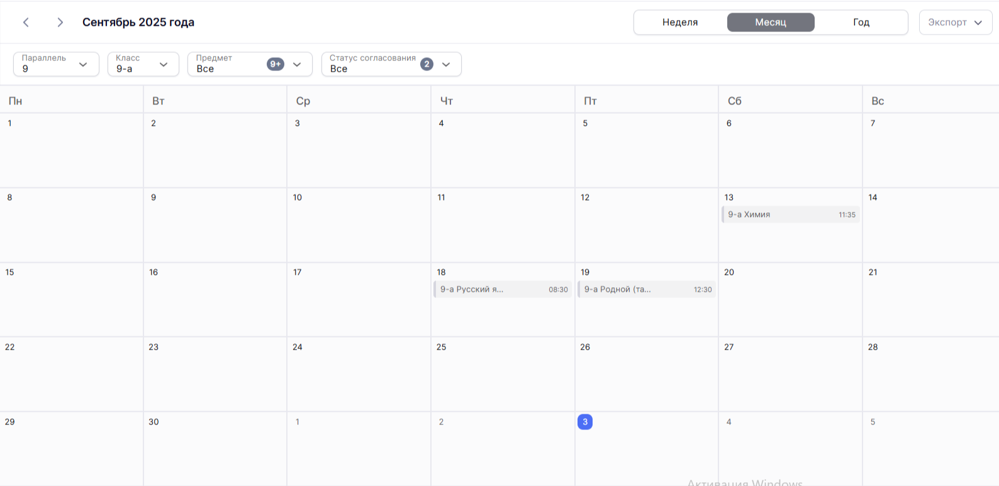 Сентябрь 2025 года
Неделя Месяц Год Экспорт
Параллель Класс Предмет Статус согласования
9 9-а Все 9+ Все 2
Пн Вт Ср Чт Пт Сб Вс
1 2 3 4 5 6 7
8 9 10 11 12 13 14
9-а Химия 11:35
15 16 17 18 19 20 21
9-а Русский я... 08:30 9-а Родной (та... 12:30
22 23 24 25 26 27 28
29 30 1 2 3 4 5
Активация Windows